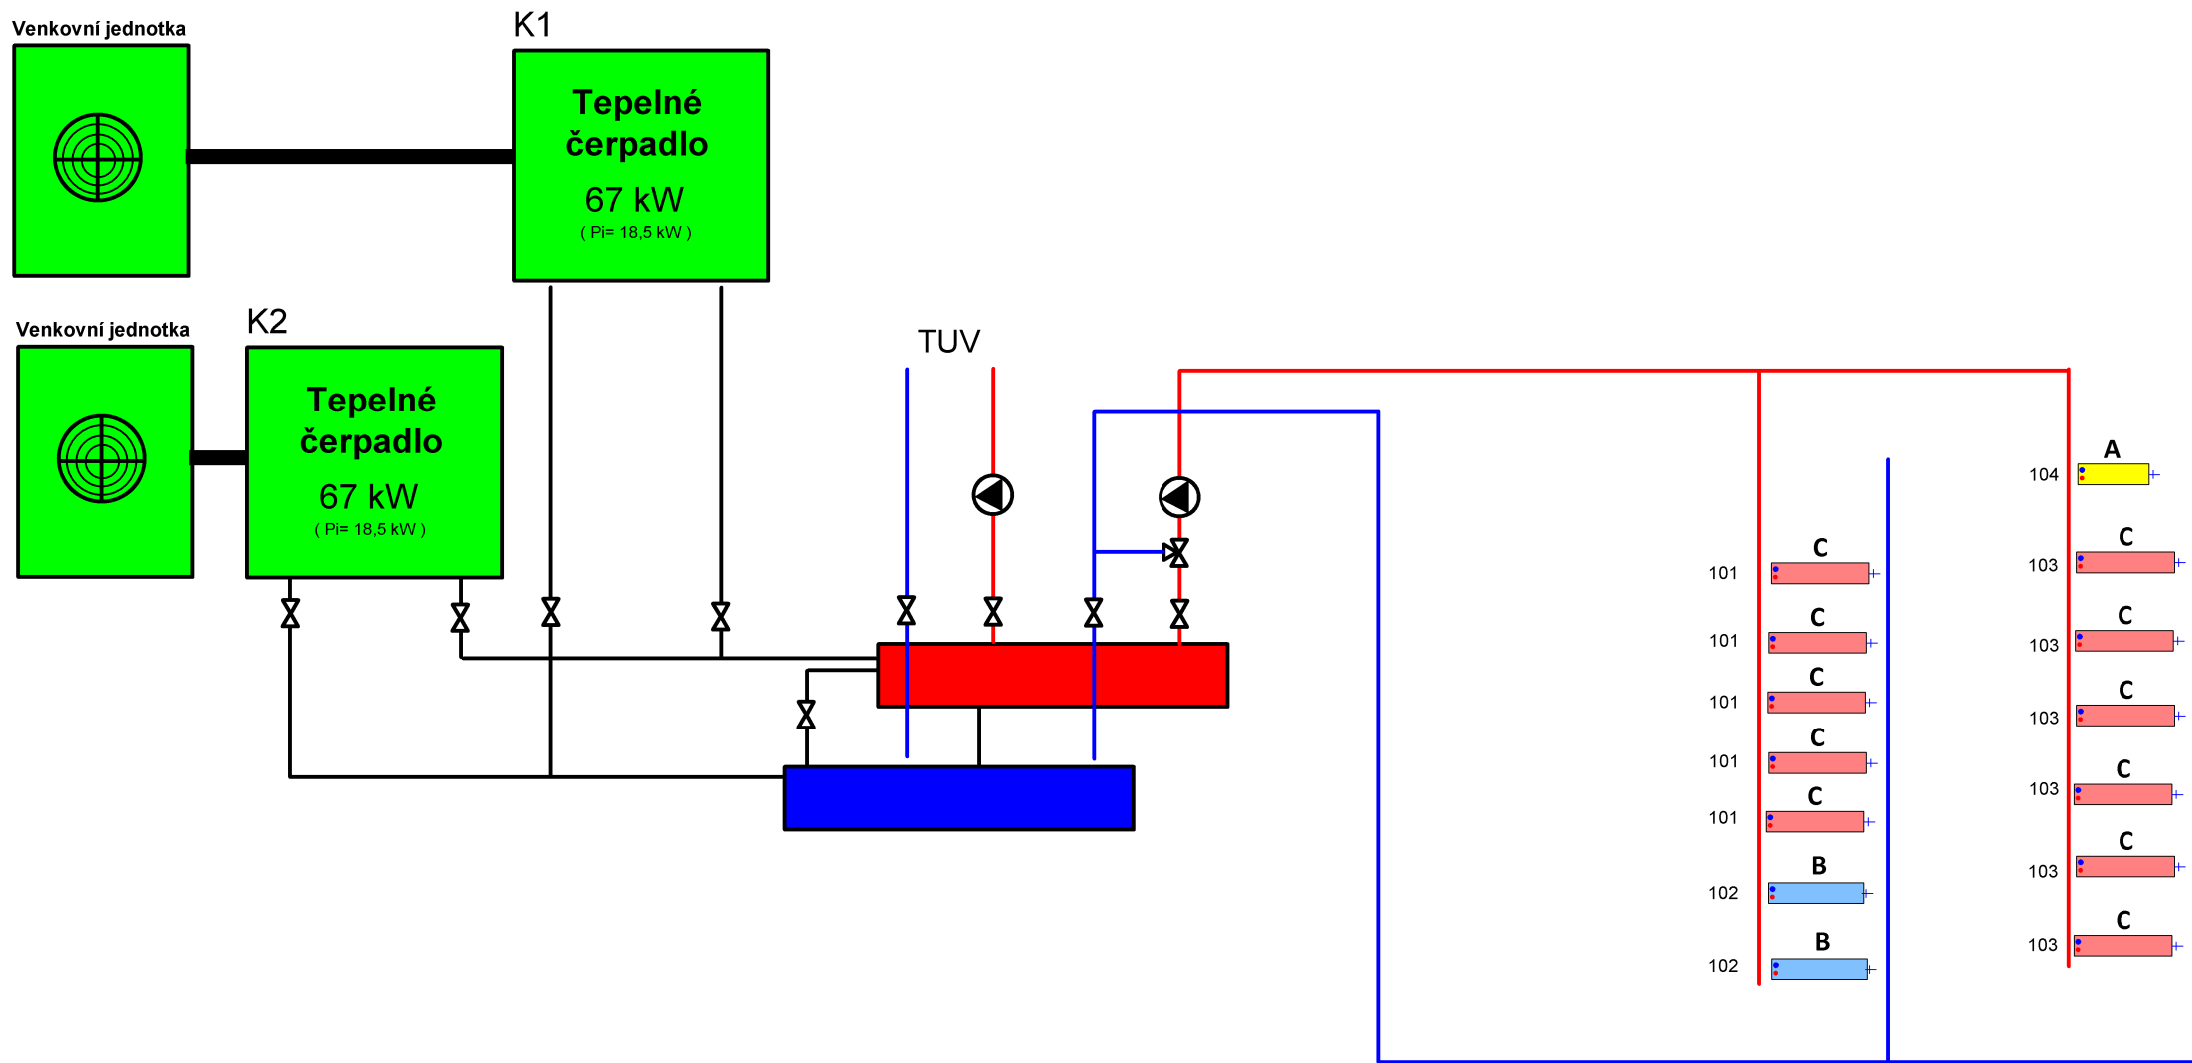 Venkovní jednotka
K1
Tepelné
čerpadlo
67 kW
( Pi= 18,5 kW )
Venkovní jednotka
K2
Tepelné
čerpadlo
67 kW
( Pi= 18,5 kW )
TUV
C
101
C
101
C
101
C
101
C
101
B
102
B
102
A
104
C
103
C
103
C
103
C
103
C
103
C
103